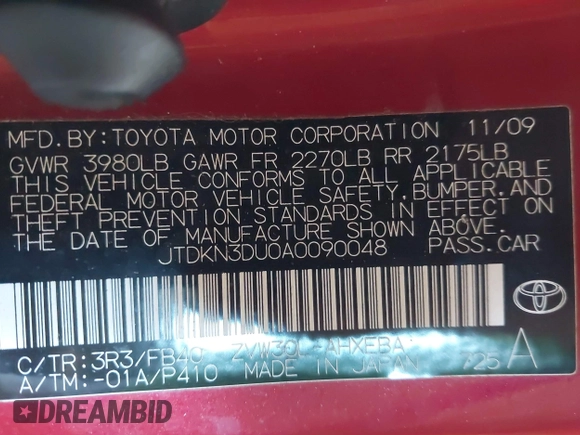 MFD. BY: TOYOTA MOTOR CORPORATION 11/09
GVWR 3980LB GAWR FR 2270LB RR 2175LB
THIS VEHICLE CONFORMS TO ALL APPLICABLE
FEDERAL MOTOR VEHICLE SAFETY, BUMPER, AND
THEFT PREVENTION STANDARDS IN EFFECT ON
THE DATE OF MANUFACTURE SHOWN ABOVE.
JTDKN3DU0A0090048 PASS.CAR
C/TR: 3R3/FB40 ZVW30L-AHXEBA
A/TM: -01A/P410 MADE IN JAPAN 725 A
DREAMBID